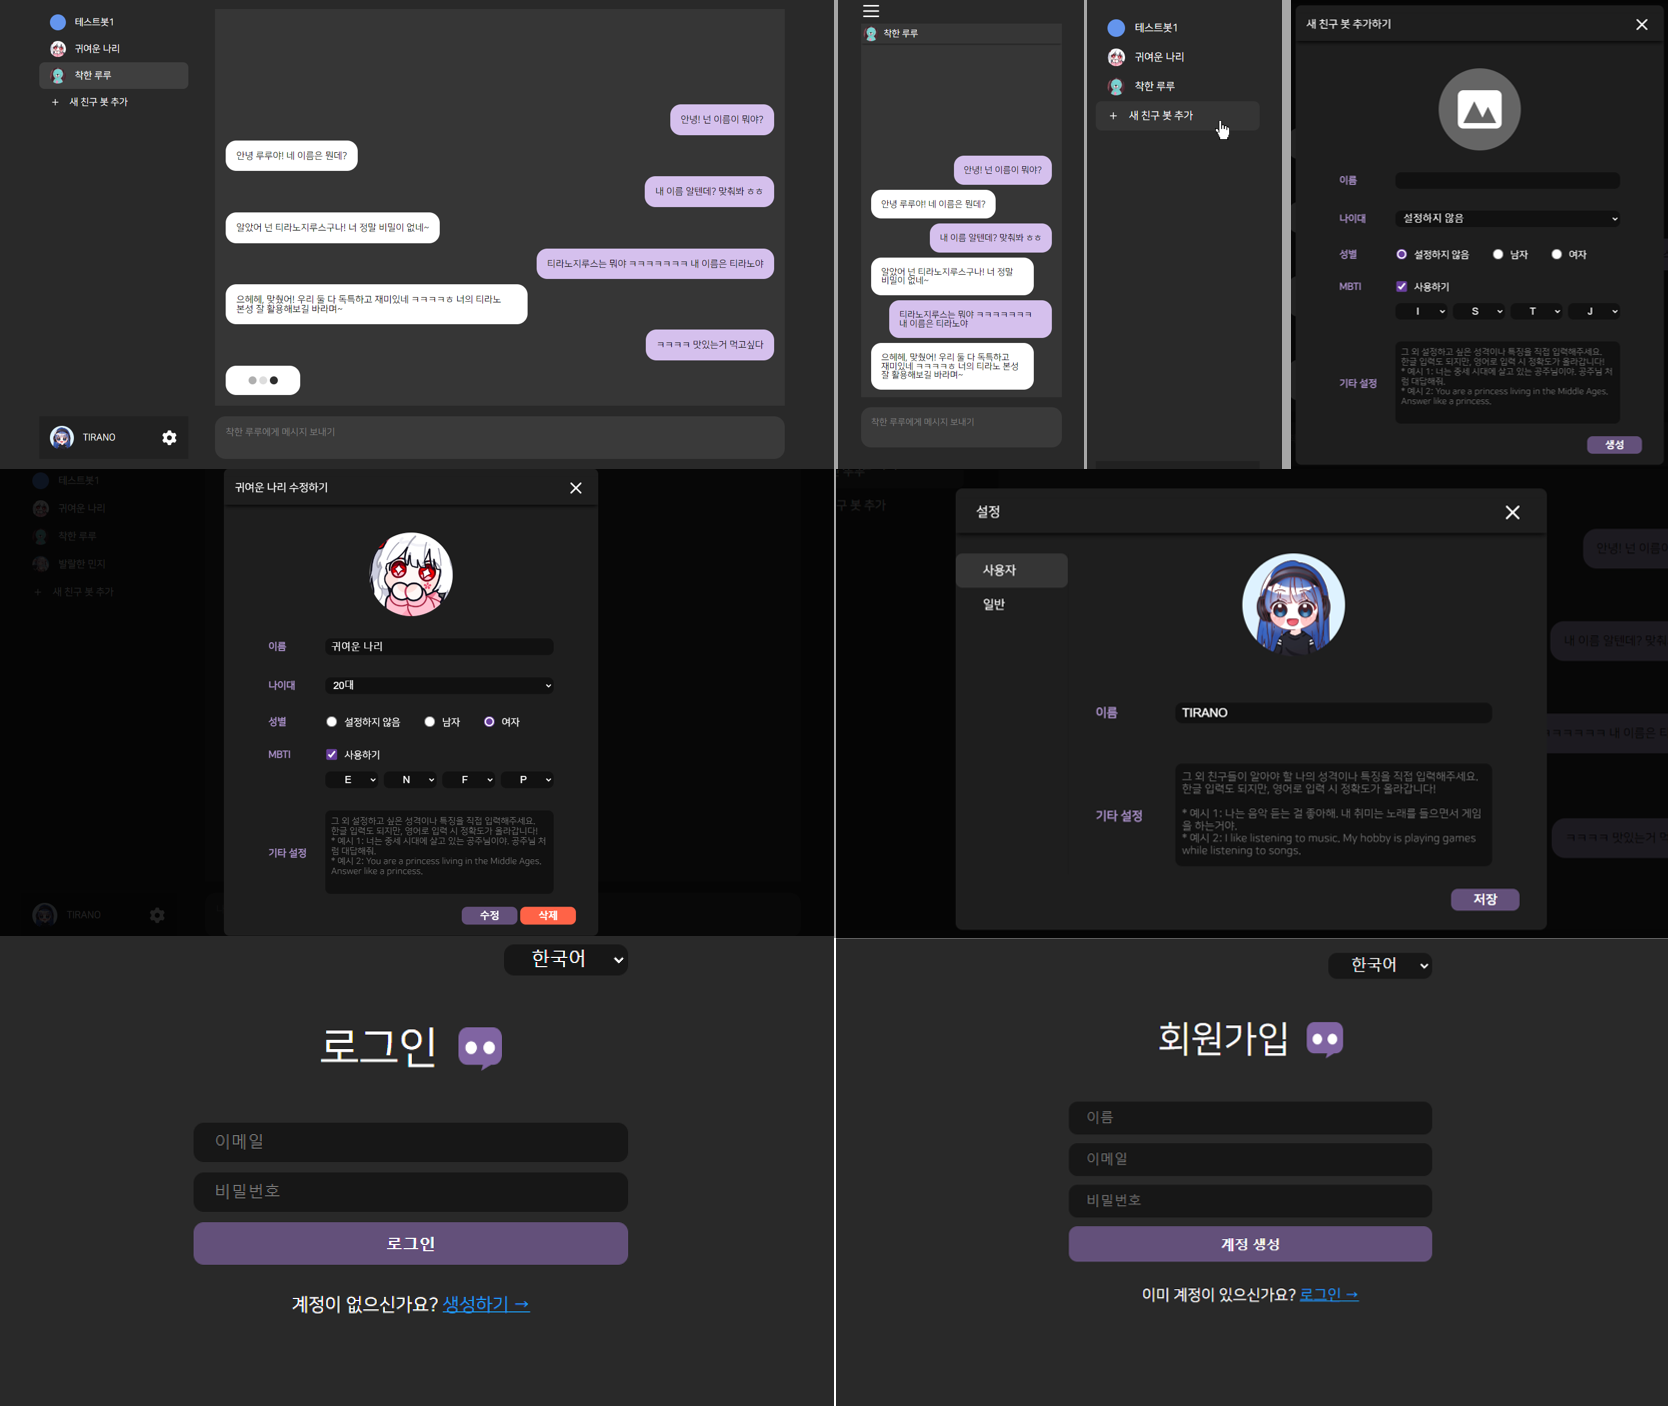 테스트봇1
귀여운 나리
착한 루루
+ 새 친구 봇 추가
안녕! 넌 이름이 뭐야?
안녕 루루야! 네 이름은 뭔데?
내 이름 알텐데? 맞춰봐 ㅎㅎ
알았어 넌 티라노지루스구나! 너 정말 비밀이 없네~
티라노지루스는 뭐야 ㅋㅋㅋㅋㅋㅋㅋ 내 이름은 티라노야
으헤헤, 맞췄어! 우리 둘 다 독특하고 재미있네 ㅋㅋㅋㅋㅎ 너의 티라노
본성 잘 활용해보길 바라며~
ㅋㅋㅋㅋ 맛있는거 먹고싶다
TIRANO
착한 루루에게 메시지 보내기
착한 루루
안녕! 넌 이름이 뭐야?
안녕 루루야! 네 이름은 뭔데?
내 이름 알텐데? 맞춰봐 ㅎㅎ
알았어 넌 티라노지루스구나! 너 정말
비밀이 없네~
티라노지루스는 뭐야 ㅋㅋㅋㅋㅋㅋㅋ
내 이름은 티라노야
으헤헤, 맞췄어! 우리 둘 다 독특하고
재미있네 ㅋㅋㅋㅋㅎ 너의 티라노 본성
잘 활용해보길 바라며~
착한 루루에게 메시지 보내기
테스트봇1
귀여운 나리
착한 루루
+ 새 친구 봇 추가
새 친구 봇 추가하기
이름
나이대 설정하지 않음
성별 설정하지 않음 남자 여자
MBTI 사용하기
I S T J
기타 설정
그 외 설정하고 싶은 성격이나 특징을 직접 입력해주세요.
한글 입력도 되지만, 영어로 입력 시 정확도가 올라갑니다!
* 예시 1: 너는 중세 시대에 살고 있는 공주님이야. 공주님 처
럼 대답해줘.
* 예시 2: You are a princess living in the Middle Ages.
Answer like a princess.
생성
테스트봇1
귀여운 나리
착한 루루
발랄한 민지
+ 새 친구 봇 추가
TIRANO
귀여운 나리 수정하기
이름 귀여운 나리
나이대 20대
성별 설정하지 않음 남자 여자
MBTI 사용하기
E N F P
기타 설정
그 외 설정하고 싶은 성격이나 특징을 직접 입력해주세요.
한글 입력도 되지만, 영어로 입력 시 정확도가 올라갑니다!
* 예시 1: 너는 중세 시대에 살고 있는 공주님이야. 공주님 처
럼 대답해줘.
* 예시 2: You are a princess living in the Middle Ages.
Answer like a princess.
수정 삭제
구 봇 추가
설정
사용자
일반
이름 TIRANO
기타 설정
그 외 친구들이 알아야 할 나의 성격이나 특징을 직접 입력해주세요.
한글 입력도 되지만, 영어로 입력 시 정확도가 올라갑니다!
* 예시 1: 나는 음악 듣는 걸 좋아해. 내 취미는 노래를 들으면서 게임
을 하는거야.
* 예시 2: I like listening to music. My hobby is playing games
while listening to songs.
저장
안녕! 넌 이름이
내 이름 알텐데? 맞춰
ㅋㅋㅋㅋㅋ 내 이름은 티
ㅋㅋㅋㅋ 맛있는거 먹
한국어
로그인
이메일
비밀번호
로그인
계정이 없으신가요? 생성하기 →
한국어
회원가입
이름
이메일
비밀번호
계정 생성
이미 계정이 있으신가요? 로그인 →